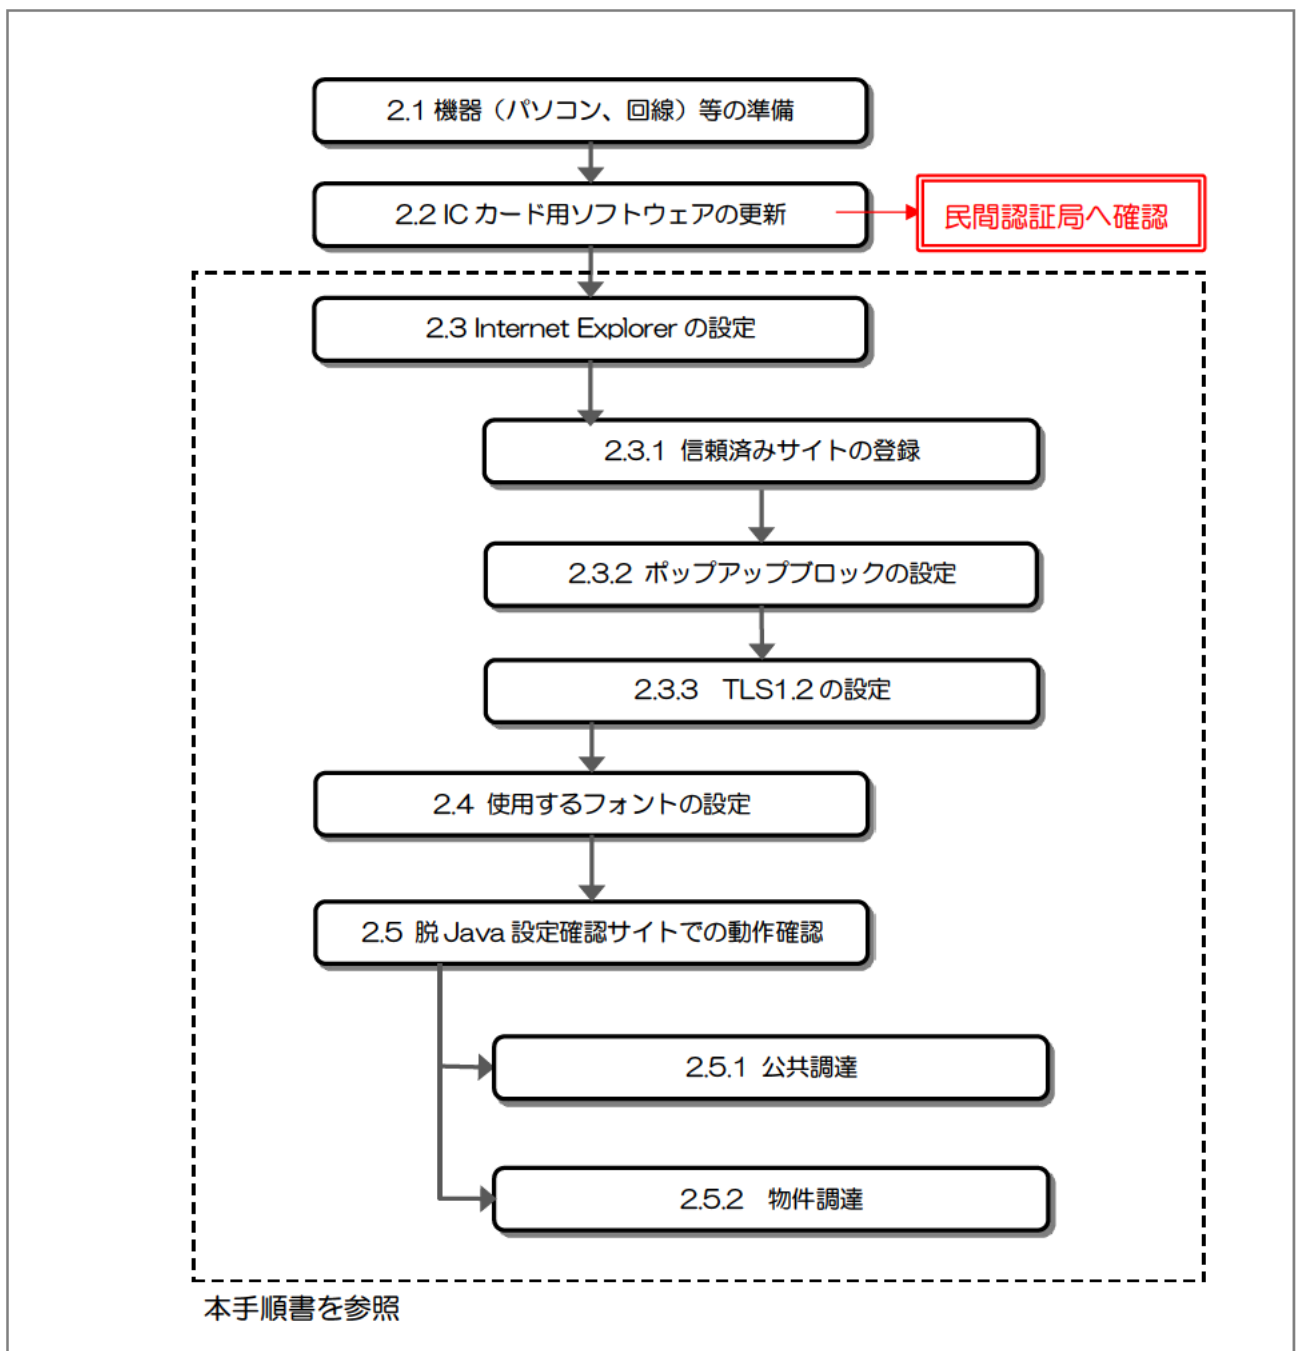 2.1 機器（パソコン、回線）等の準備
2.2 IC カード用ソフトウェアの更新
民間認証局へ確認
2.3 Internet Explorer の設定
2.3.1 信頼済みサイトの登録
2.3.2 ポップアップブロックの設定
2.3.3 TLS1.2 の設定
2.4 使用するフォントの設定
2.5 脱 Java 設定確認サイトでの動作確認
2.5.1 公共調達
2.5.2 物件調達
本手順書を参照